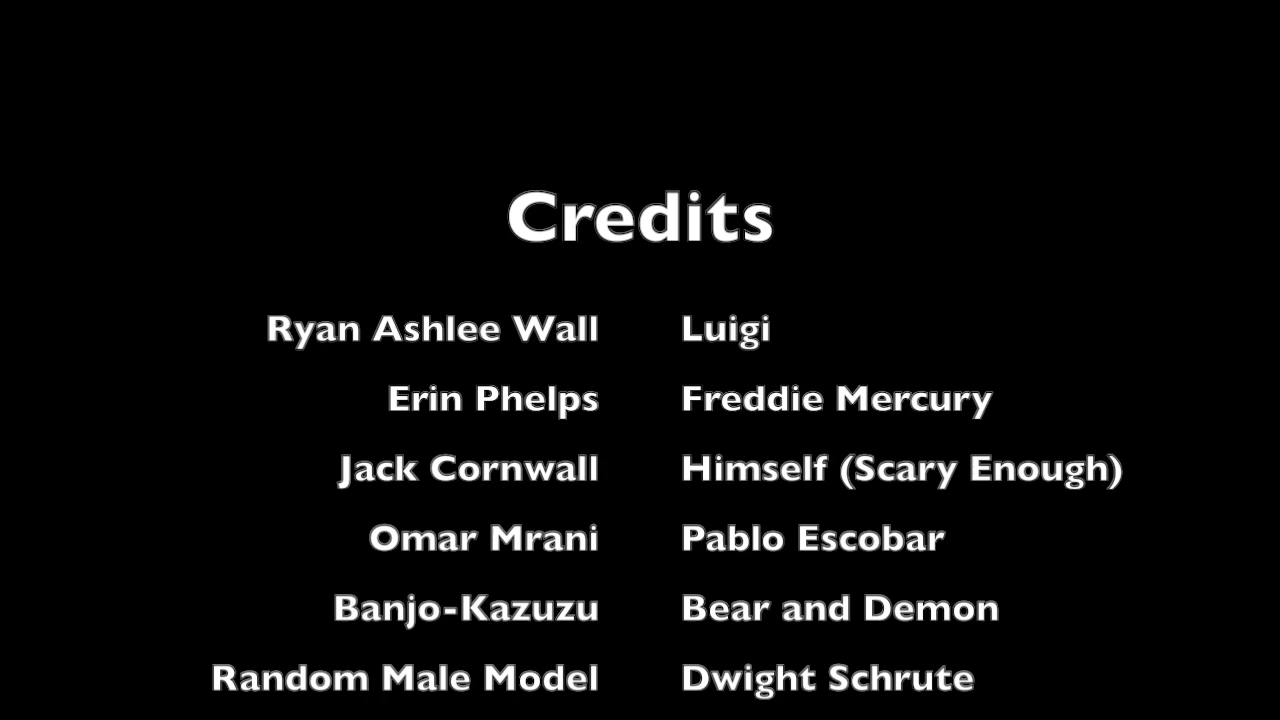 Credits
Ryan Ashlee Wall Luigi
Erin Phelps Freddie Mercury
Jack Cornwall Himself (Scary Enough)
Omar Mrani Pablo Escobar
Banjo-Kazuzu Bear and Demon
Random Male Model Dwight Schrute